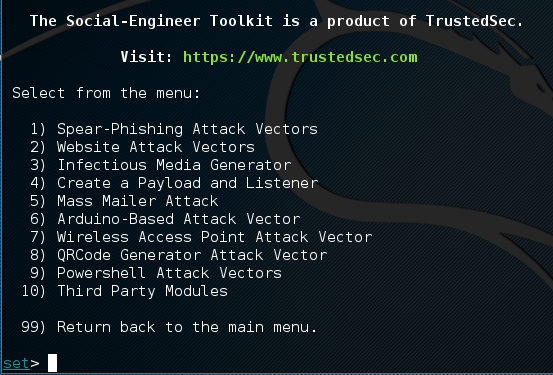 The Social-Engineer Toolkit is a product of TrustedSec.
Visit: https://www.trustedsec.com
Select from the menu:
1) Spear-Phishing Attack Vectors
2) Website Attack Vectors
3) Infectious Media Generator
4) Create a Payload and Listener
5) Mass Mailer Attack
6) Arduino-Based Attack Vector
7) Wireless Access Point Attack Vector
8) QRCode Generator Attack Vector
9) Powershell Attack Vectors
10) Third Party Modules
99) Return back to the main menu.
set>